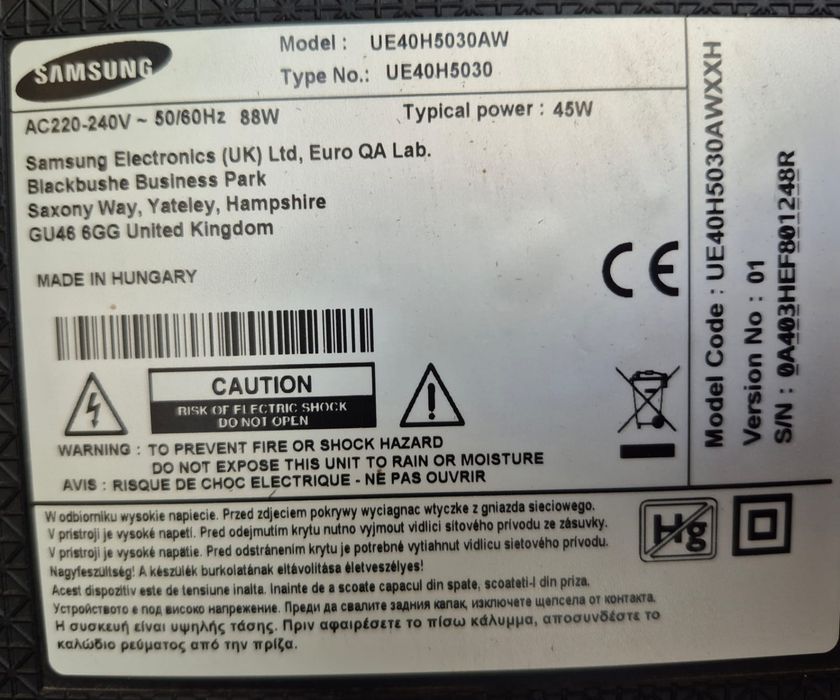 SAMSUNG
Model : UE40H5030AW
Type No.: UE40H5030
AC220-240V ~ 50/60Hz 88W
Typical power : 45W
Samsung Electronics (UK) Ltd, Euro QA Lab.
Blackbushe Business Park
Saxony Way, Yateley, Hampshire
GU46 6GG United Kingdom
MADE IN HUNGARY
CE
CAUTION
RISK OF ELECTRIC SHOCK
DO NOT OPEN
WARNING : TO PREVENT FIRE OR SHOCK HAZARD
DO NOT EXPOSE THIS UNIT TO RAIN OR MOISTURE
AVIS : RISQUE DE CHOC ELECTRIQUE - NE PAS OUVRIR
Model Code : UE40H5030AWXXH
Version No : 01
S/N : 0A403HEF801248R
W odbiorniku wysokie napiecie. Przed zdjeciem pokrywy wyciagnac wtyczke z gniazda sieciowego.
V pristroji je vysoké napetí. Pred odejmutím krytu nutno vyjmout vidlici sítového prívodu ze zásuvky.
V pristroji je vysoké napätie. Pred odstránením krytu je potrebné vytiahnut vidlicu sietového prívodu.
Nagyfeszültség! A készülék burkolatának eltávolítása életveszélyes!
Acest dispozitiv este de tensiune inalta. Inainte de a scoate capacul din spate, scoateti-l din priza.
Устройството е под високо напрежение. Преди да свалите задния капак, изключете щепсела от контакта.
Η συσκευή είναι υψηλής τάσης. Πριν αφαιρέσετε το πίσω κάλυμμα, αποσυνδέστε το
καλώδιο ρεύματος από την πρίζα.
Hg